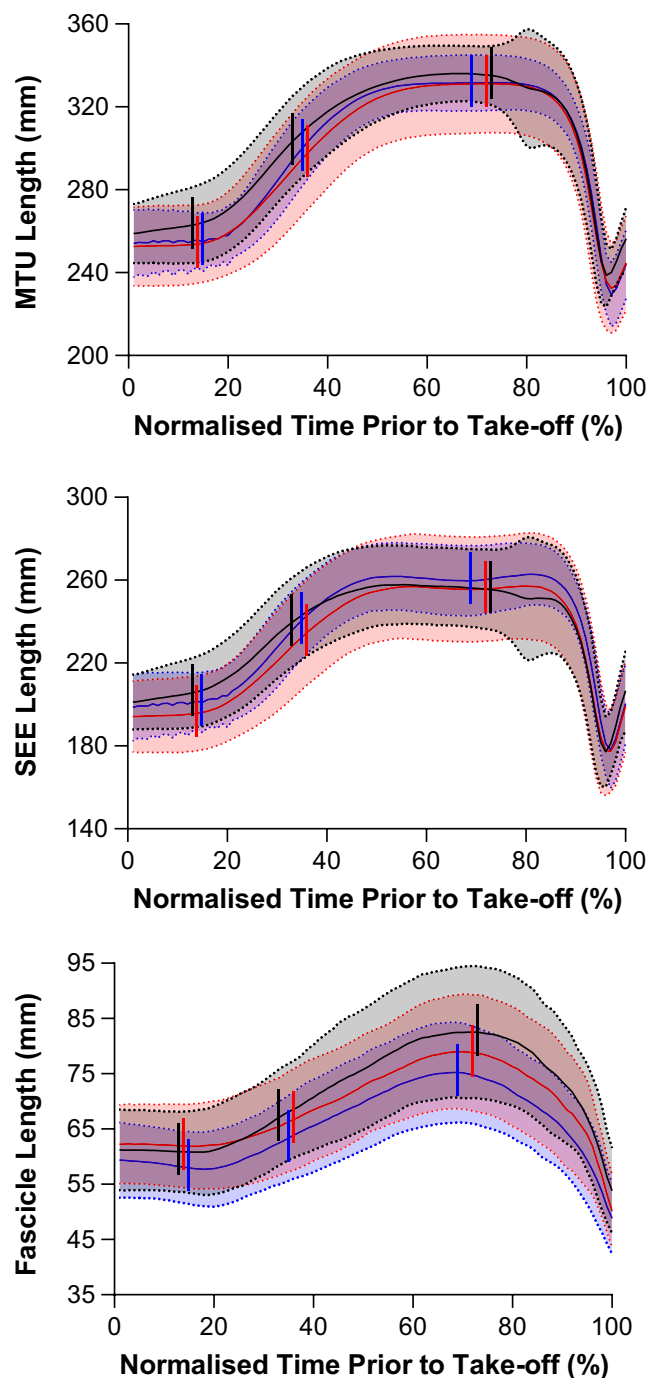 MTU Length (mm)
360
320
280
240
200
0 20 40 60 80 100
Normalised Time Prior to Take-off (%)
SEE Length (mm)
300
260
220
180
140
0 20 40 60 80 100
Normalised Time Prior to Take-off (%)
Fascicle Length (mm)
95
85
75
65
55
45
35
0 20 40 60 80 100
Normalised Time Prior to Take-off (%)